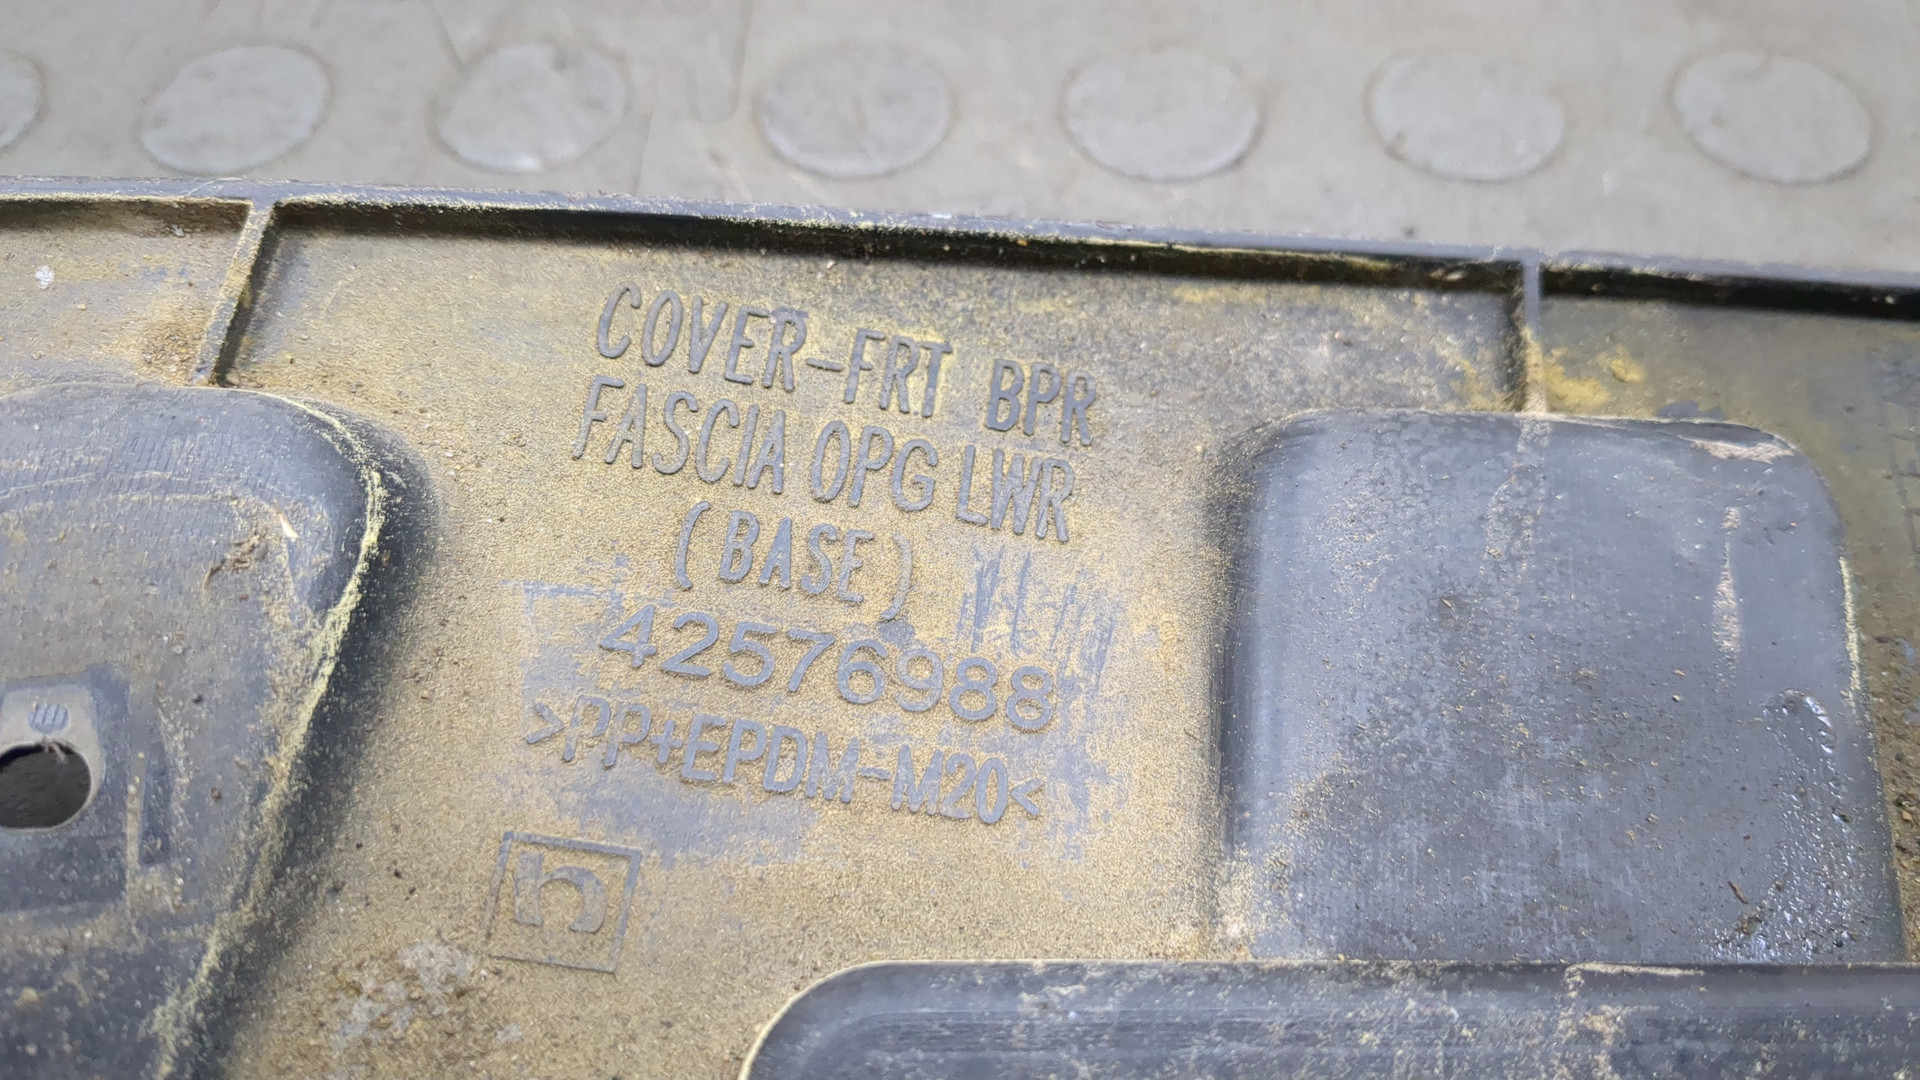 COVER-FRT BPR
FASCIA OPG LWR
(BASE)
42576988
>PP+EPDM-M20<